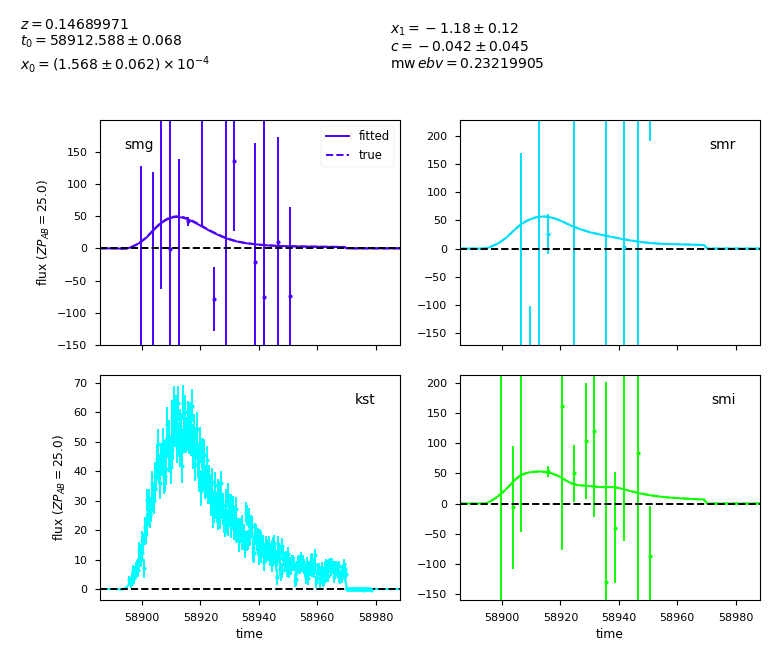 z = 0.14689971
t0 = 58912.588 ± 0.068
x0 = (1.568 ± 0.062) × 10^−4
x1 = −1.18 ± 0.12
c = −0.042 ± 0.045
mw ebv = 0.23219905
smg
fitted
true
150
100
50
0
−50
−100
−150
flux (ZP_AB = 25.0)
smr
200
150
100
50
0
−50
−100
−150
kst
70
60
50
40
30
20
10
0
flux (ZP_AB = 25.0)
58900 58920 58940 58960 58980
time
smi
200
150
100
50
0
−50
−100
−150
58900 58920 58940 58960 58980
time